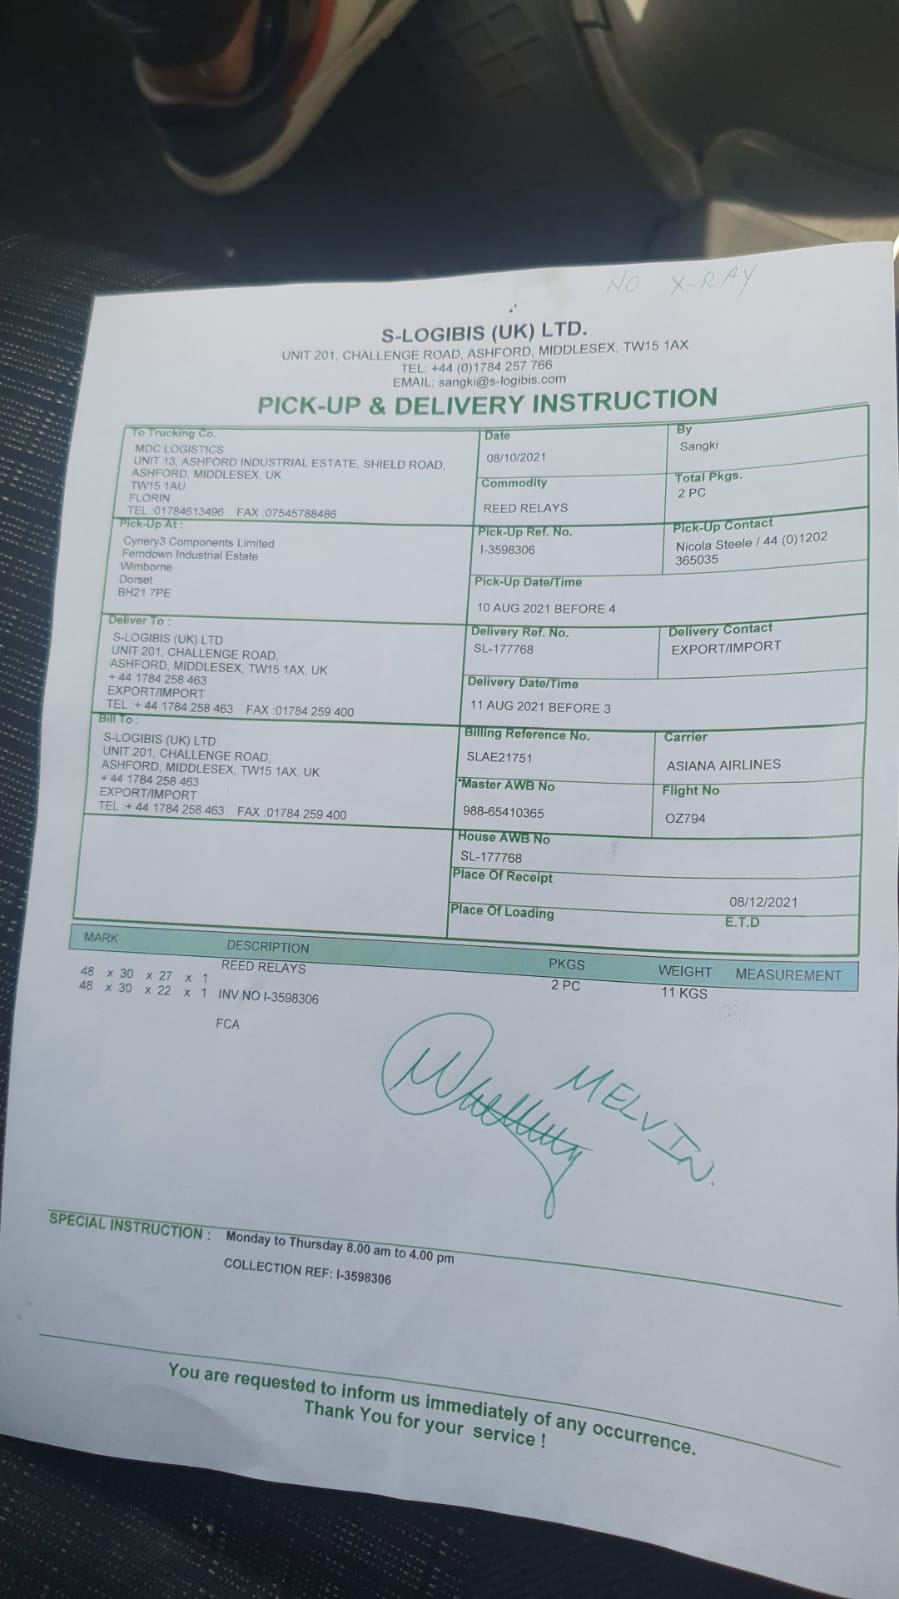 NO X-RAY
S-LOGIBIS (UK) LTD.
UNIT 201, CHALLENGE ROAD, ASHFORD, MIDDLESEX, TW15 1AX
TEL: +44 (0)1784 257 766
EMAIL: sangki@s-logibis.com
PICK-UP & DELIVERY INSTRUCTION
To Trucking Co.
MDC LOGISTICS
UNIT 13, ASHFORD INDUSTRIAL ESTATE, SHIELD ROAD,
ASHFORD, MIDDLESEX, UK
TW15 1AU
FLORIN
TEL :01784613496 FAX :07545788486
Date
08/10/2021
By
Sangki
Commodity
REED RELAYS
Total Pkgs.
2 PC
Pick-Up At :
Cynery3 Components Limited
Ferndown Industrial Estate
Wimborne
Dorset
BH21 7PE
Pick-Up Ref. No.
I-3598306
Pick-Up Contact
Nicola Steele / 44 (0)1202
365035
Pick-Up Date/Time
10 AUG 2021 BEFORE 4
Deliver To :
S-LOGIBIS (UK) LTD
UNIT 201, CHALLENGE ROAD,
ASHFORD, MIDDLESEX, TW15 1AX, UK
+ 44 1784 258 463
EXPORT/IMPORT
TEL :+ 44 1784 258 463 FAX :01784 259 400
Delivery Ref. No.
SL-177768
Delivery Contact
EXPORT/IMPORT
Delivery Date/Time
11 AUG 2021 BEFORE 3
Bill To :
S-LOGIBIS (UK) LTD
UNIT 201, CHALLENGE ROAD,
ASHFORD, MIDDLESEX, TW15 1AX, UK
+ 44 1784 258 463
EXPORT/IMPORT
TEL :+ 44 1784 258 463 FAX :01784 259 400
Billing Reference No.
SLAE21751
Carrier
ASIANA AIRLINES
*Master AWB No
988-65410365
Flight No
OZ794
House AWB No
SL-177768
Place Of Receipt
08/12/2021
Place Of Loading
E.T.D
MARK DESCRIPTION PKGS WEIGHT MEASUREMENT
48 x 30 x 27 x 1 REED RELAYS 2 PC 11 KGS
48 x 30 x 22 x 1 INV NO I-3598306
FCA
MELVIN.
SPECIAL INSTRUCTION : Monday to Thursday 8.00 am to 4.00 pm
COLLECTION REF: I-3598306
You are requested to inform us immediately of any occurrence.
Thank You for your service !